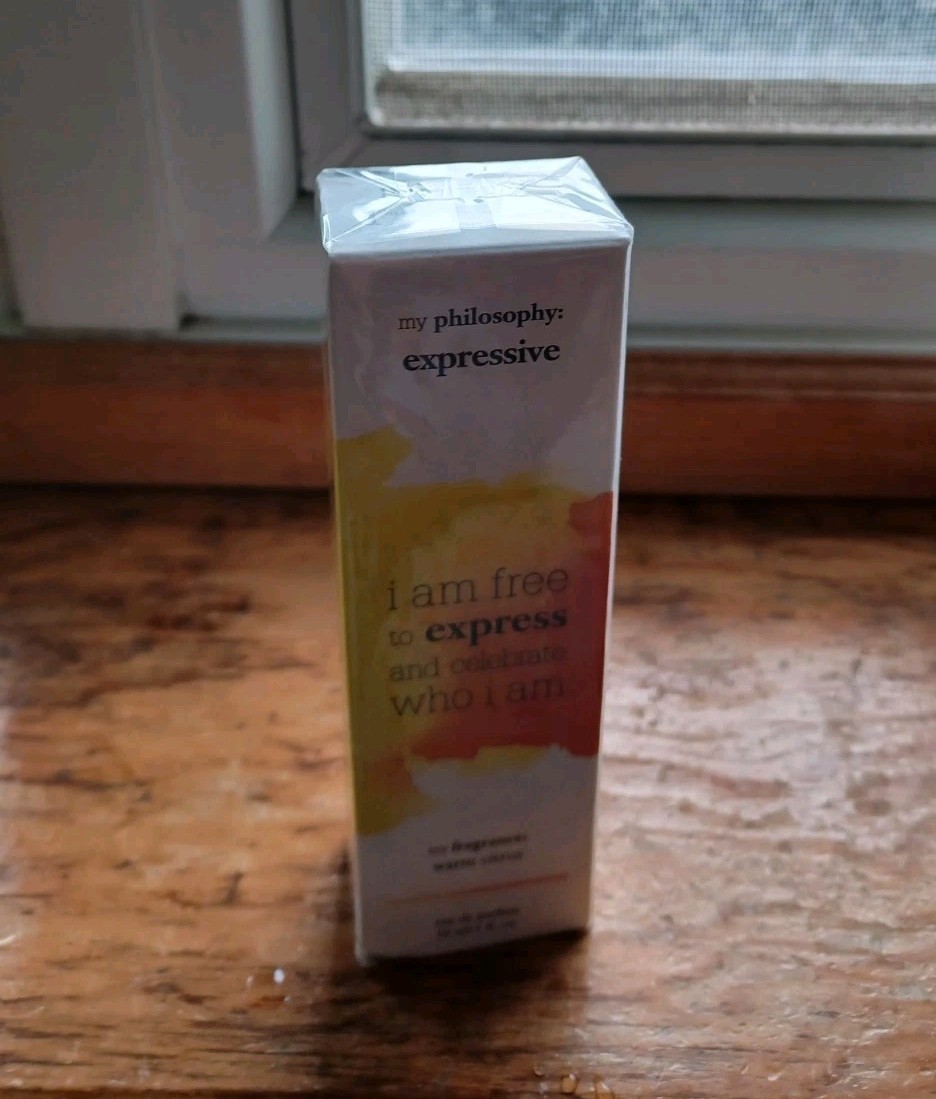 my philosophy:
expressive
i am free
to express
and celebrate
who i am
my fragrance:
warm citrus
eau de parfum